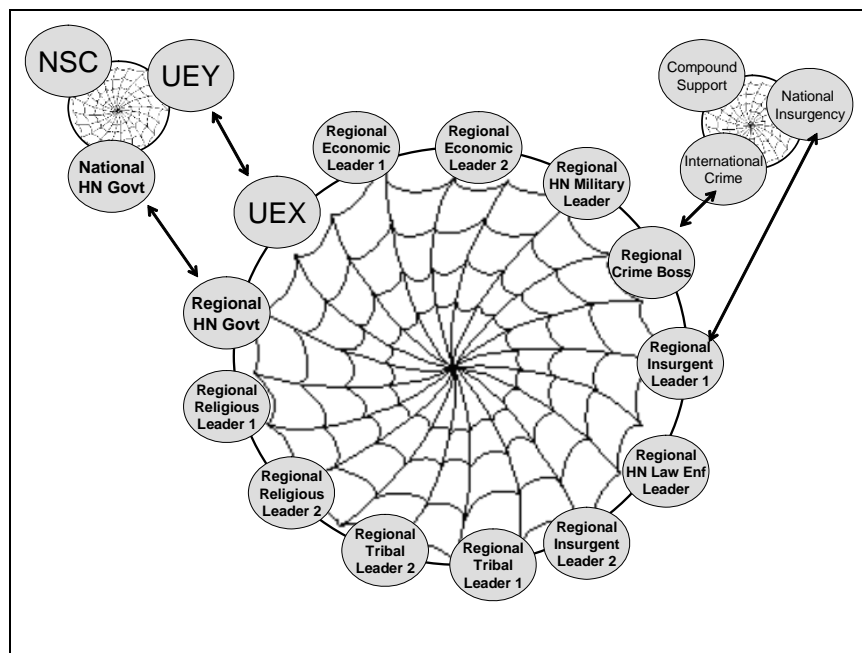 NSC
UEY
National
HN Govt
UEX
Regional
Economic
Leader 1
Regional
Economic
Leader 2
Regional
HN Military
Leader
Compound
Support
National
Insurgency
International
Crime
Regional
Crime Boss
Regional
HN Govt
Regional
Insurgent
Leader 1
Regional
Religious
Leader 1
Regional
HN Law Enf
Leader
Regional
Religious
Leader 2
Regional
Tribal
Leader 2
Regional
Tribal
Leader 1
Regional
Insurgent
Leader 2